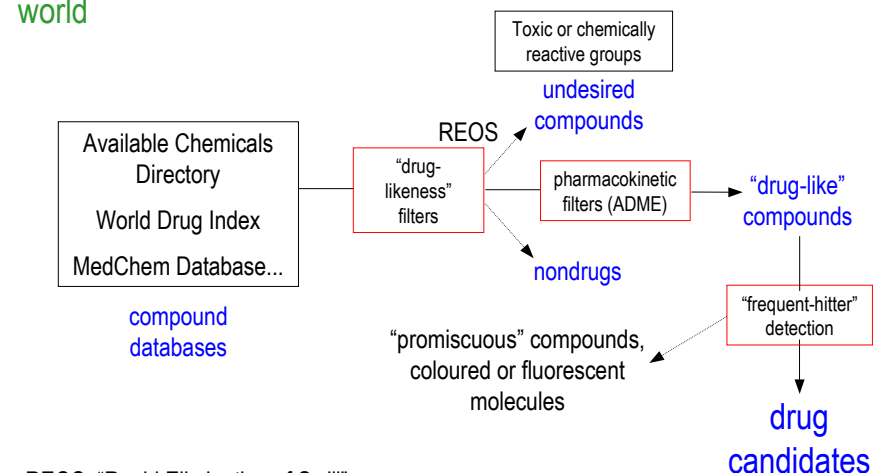 world
Toxic or chemically
reactive groups
undesired
compounds
REOS
Available Chemicals
Directory
World Drug Index
MedChem Database...
compound
databases
“drug-
likeness”
filters
pharmacokinetic
filters (ADME)
“drug-like”
compounds
nondrugs
“frequent-hitter”
detection
“promiscuous” compounds,
coloured or fluorescent
molecules
drug
candidates